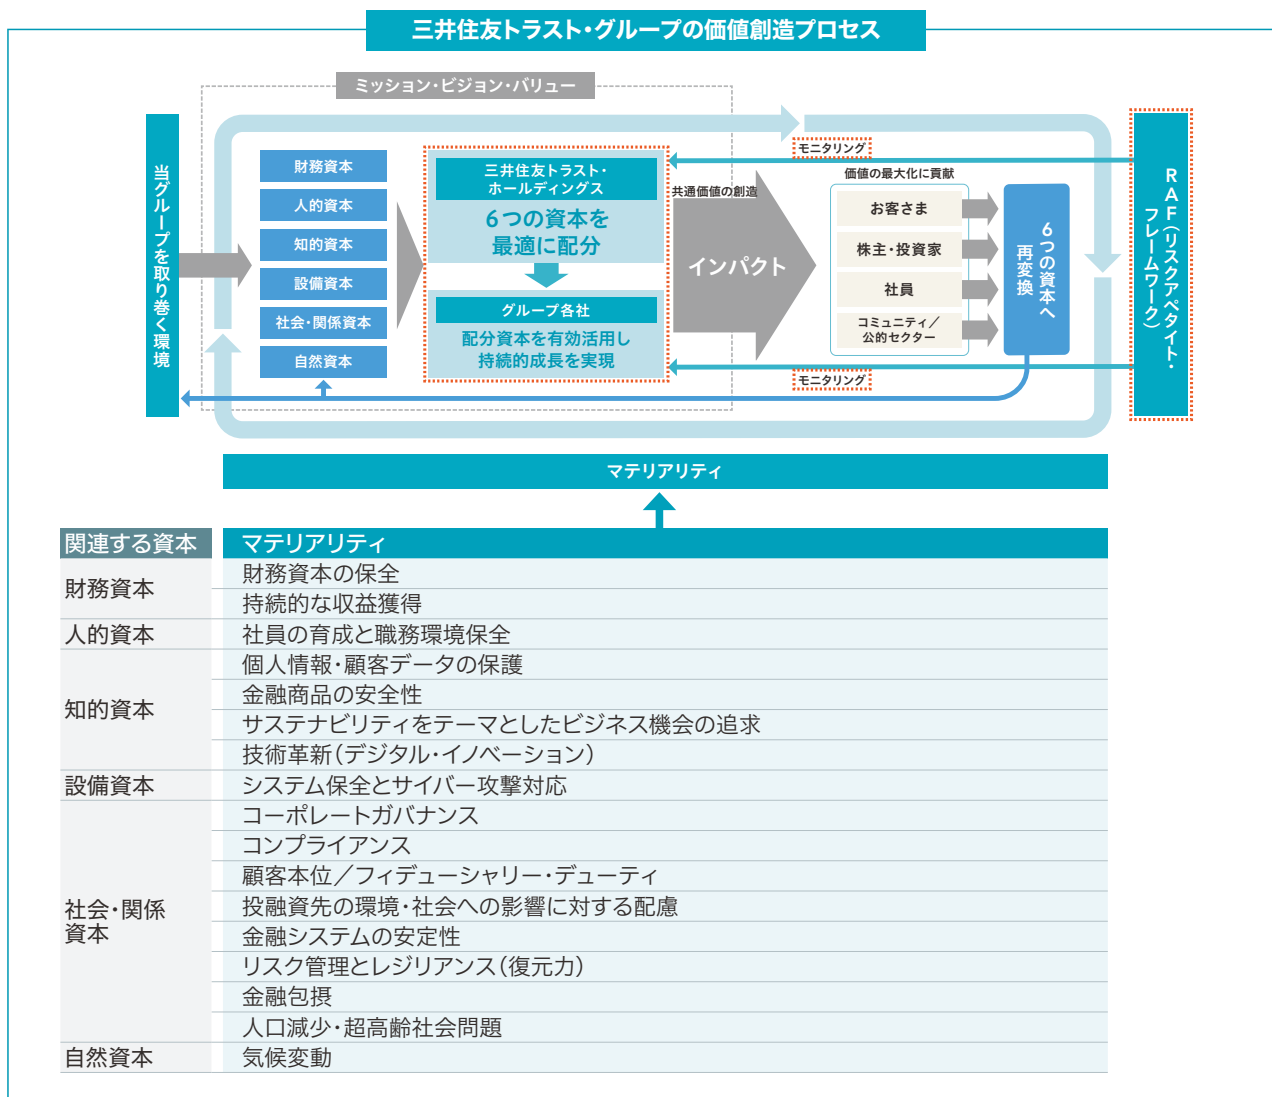 三井住友トラスト・グループの価値創造プロセス
ミッション・ビジョン・バリュー
当グループを取り巻く環境
財務資本
人的資本
知的資本
設備資本
社会・関係資本
自然資本
三井住友トラスト・
ホールディングス
6つの資本を
最適に配分
グループ各社
配分資本を有効活用し
持続的成長を実現
共通価値の創造
インパクト
モニタリング
価値の最大化に貢献
お客さま
株主・投資家
社員
コミュニティ／
公的セクター
モニタリング
6つの資本へ
再変換
RAF（リスクアペタイト・
フレームワーク）
マテリアリティ
関連する資本 マテリアリティ
財務資本
財務資本の保全
持続的な収益獲得
人的資本 社員の育成と職務環境保全
知的資本
個人情報・顧客データの保護
金融商品の安全性
サステナビリティをテーマとしたビジネス機会の追求
技術革新（デジタル・イノベーション）
設備資本 システム保全とサイバー攻撃対応
社会・関係
資本
コーポレートガバナンス
コンプライアンス
顧客本位／フィデューシャリー・デューティ
投融資先の環境・社会への影響に対する配慮
金融システムの安定性
リスク管理とレジリアンス（復元力）
金融包摂
人口減少・超高齢社会問題
自然資本 気候変動